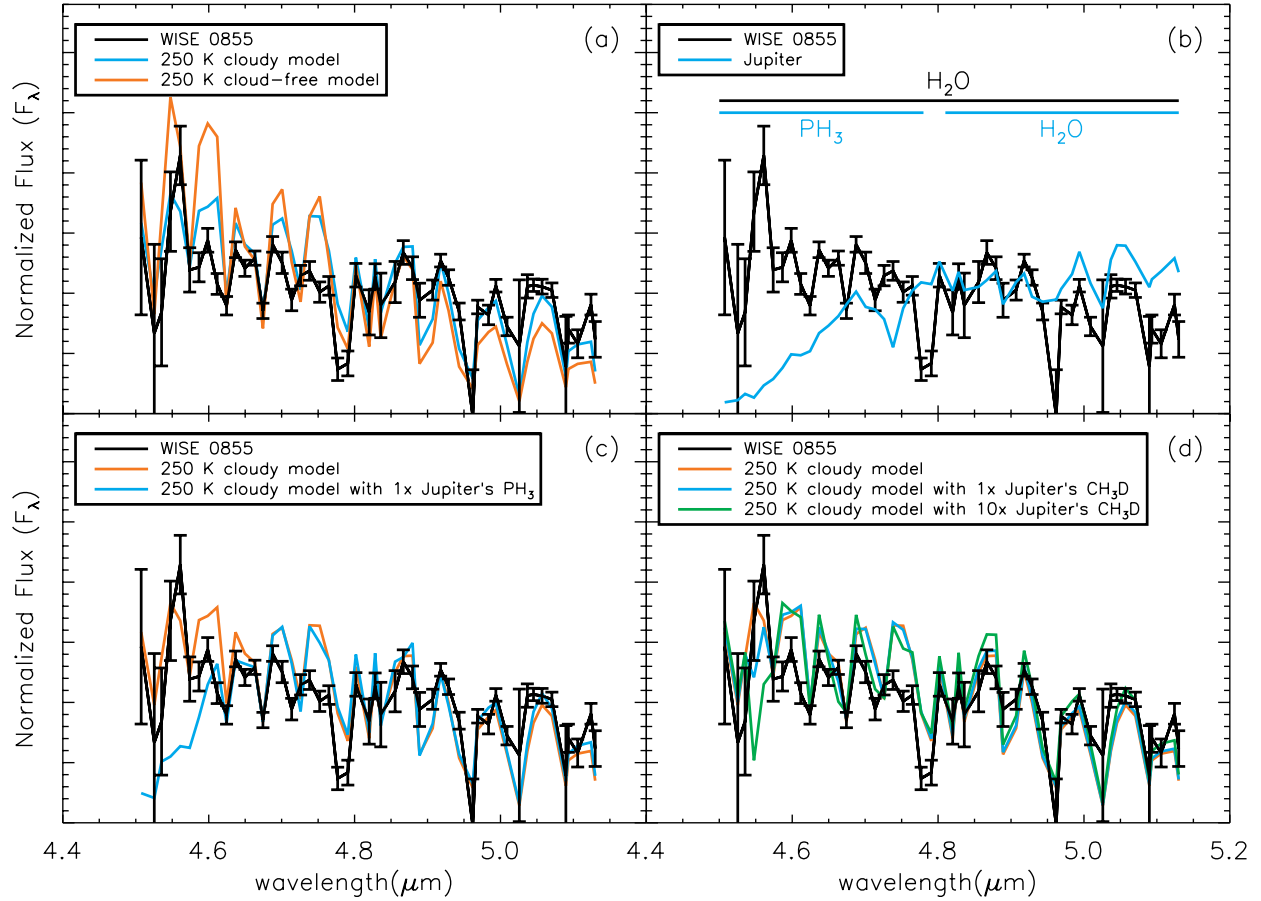 WISE 0855
250 K cloudy model
250 K cloud-free model
(a)
WISE 0855
Jupiter
(b)
H₂O
PH₃
H₂O
Normalized Flux (Fλ)
WISE 0855
250 K cloudy model
250 K cloudy model with 1x Jupiter's PH₃
(c)
WISE 0855
250 K cloudy model
250 K cloudy model with 1x Jupiter's CH₃D
250 K cloudy model with 10x Jupiter's CH₃D
(d)
Normalized Flux (Fλ)
4.4 4.6 4.8 5.0 4.4 4.6 4.8 5.0 5.2
wavelength(μm) wavelength(μm)